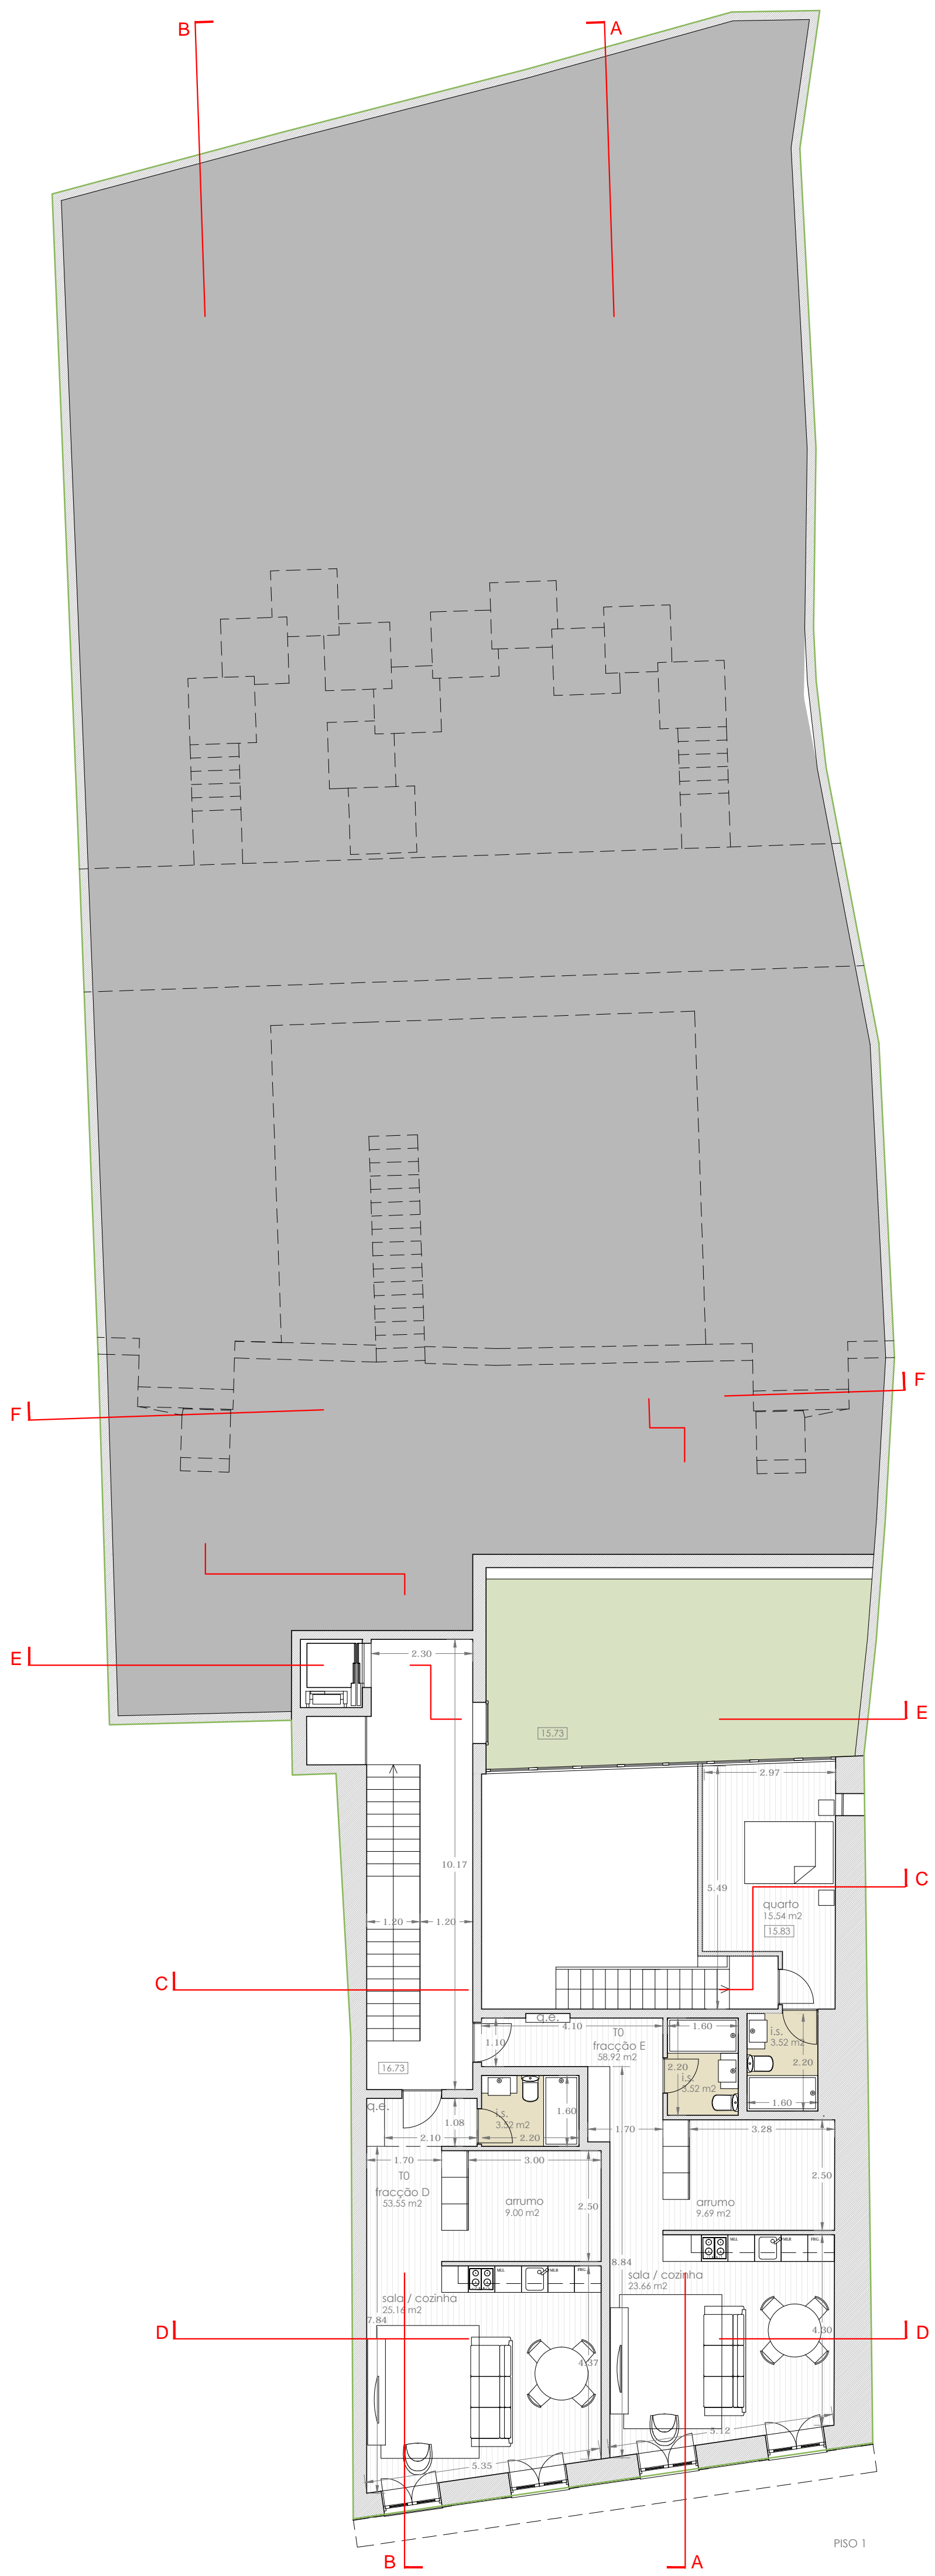 B
A
F
F
E
2.30
E
15.73
2.97
10.17
C
5.49
quarto
15.54 m2
15.83
1.20
1.20
C
q.e.
4.10
1.10
T0
fracção E
58.92 m2
1.60
i.s.
3.52 m2
2.20
2.20
i.s.
3.52 m2
1.60
16.73
q.e.
1.08
i.s.
3.52 m2
1.60
2.10
2.20
1.70
3.28
1.70
T0
fracção D
53.55 m2
3.00
arrumo
9.00 m2
2.50
arrumo
9.69 m2
2.50
8.84
sala / cozinha
23.66 m2
sala / cozinha
25.16 m2
7.84
D
4.37
4.30
D
5.12
5.35
PISO 1
B
A